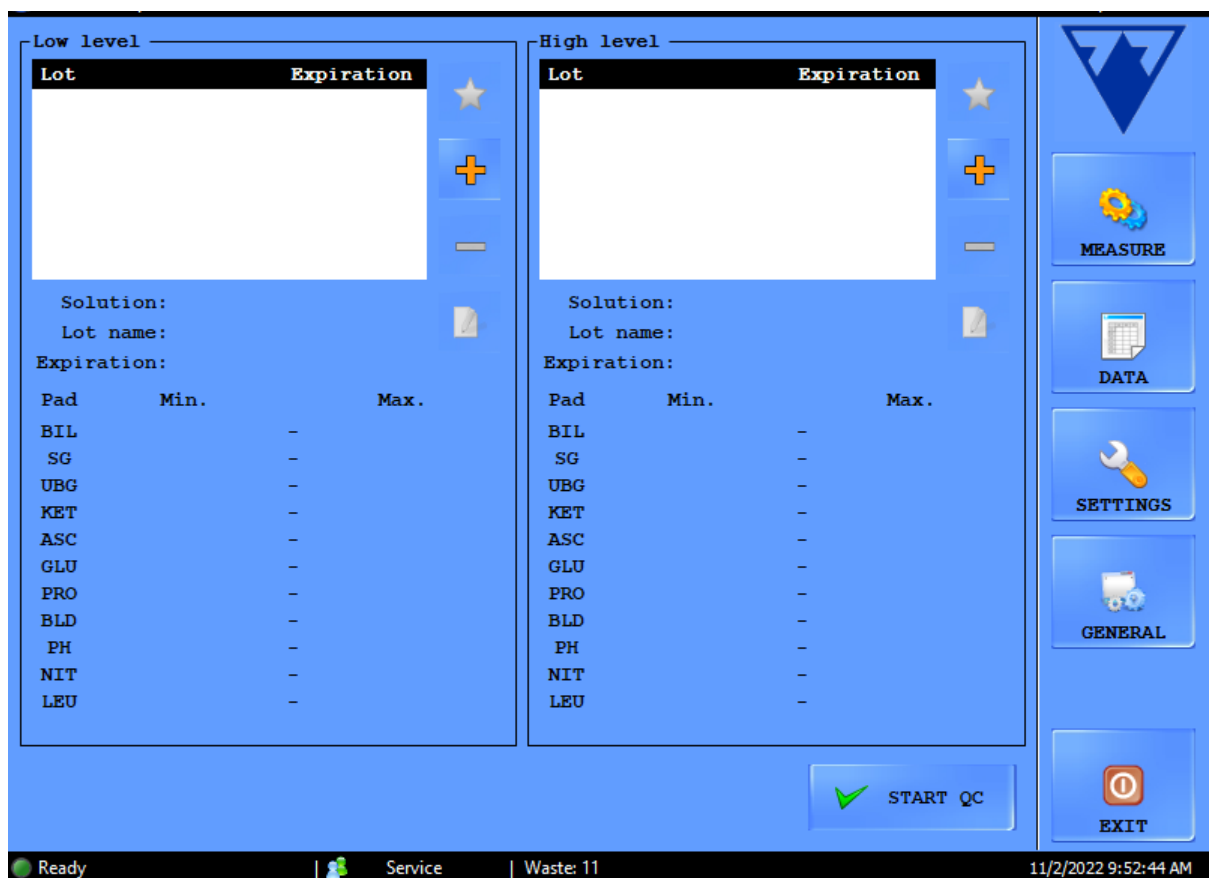 Low level
Lot Expiration
Solution:
Lot name:
Expiration:
Pad Min. Max.
BIL -
SG -
UBG -
KET -
ASC -
GLU -
PRO -
BLD -
PH -
NIT -
LEU -
High level
Lot Expiration
Solution:
Lot name:
Expiration:
Pad Min. Max.
BIL -
SG -
UBG -
KET -
ASC -
GLU -
PRO -
BLD -
PH -
NIT -
LEU -
START QC
MEASURE
DATA
SETTINGS
GENERAL
EXIT
Ready | Service | Waste: 11 11/2/2022 9:52:44 AM